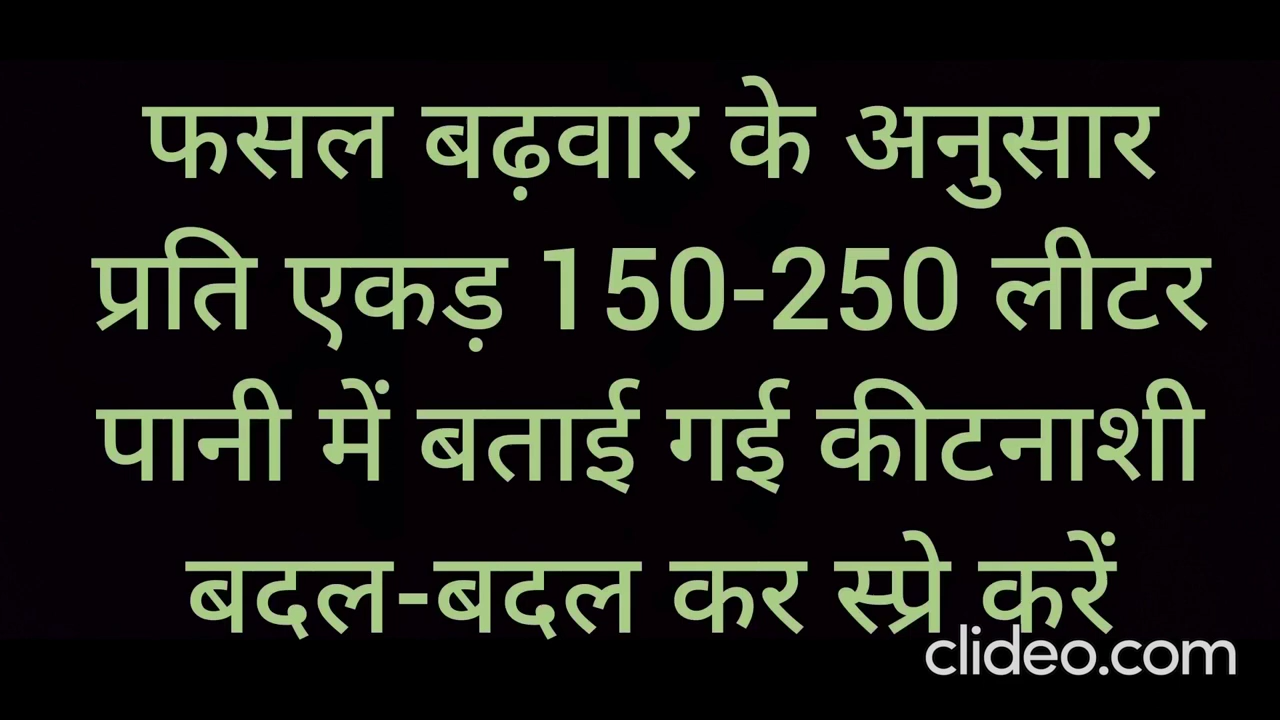 फसल बढ़वार के अनुसार
प्रति एकड़ 150-250 लीटर
पानी में बताई गई कीटनाशी
बदल-बदल कर स्प्रे करें
clideo.com